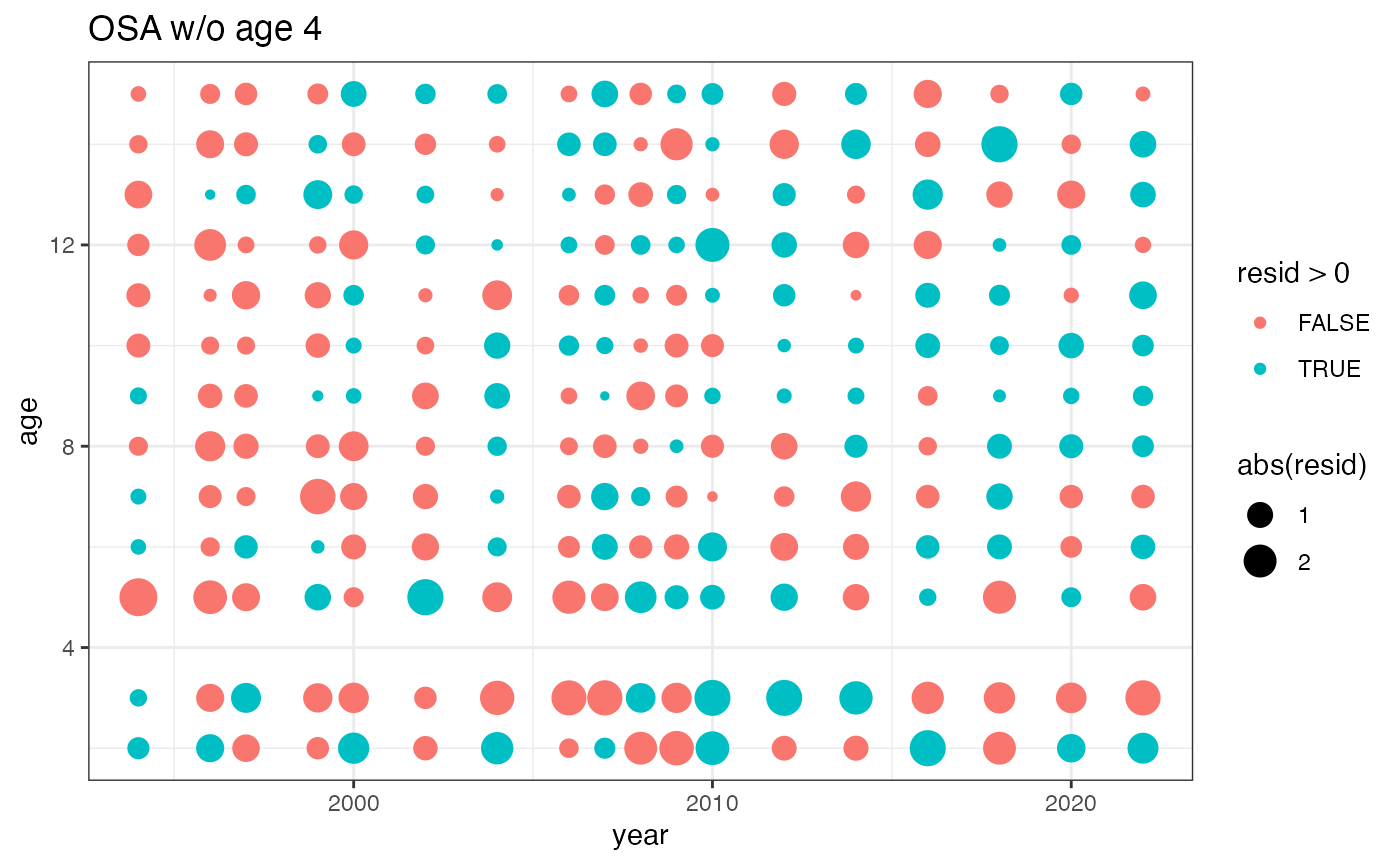 OSA w/o age 4
age
12
8
4
2000
2010
2020
year
resid > 0
FALSE
TRUE
abs(resid)
1
2